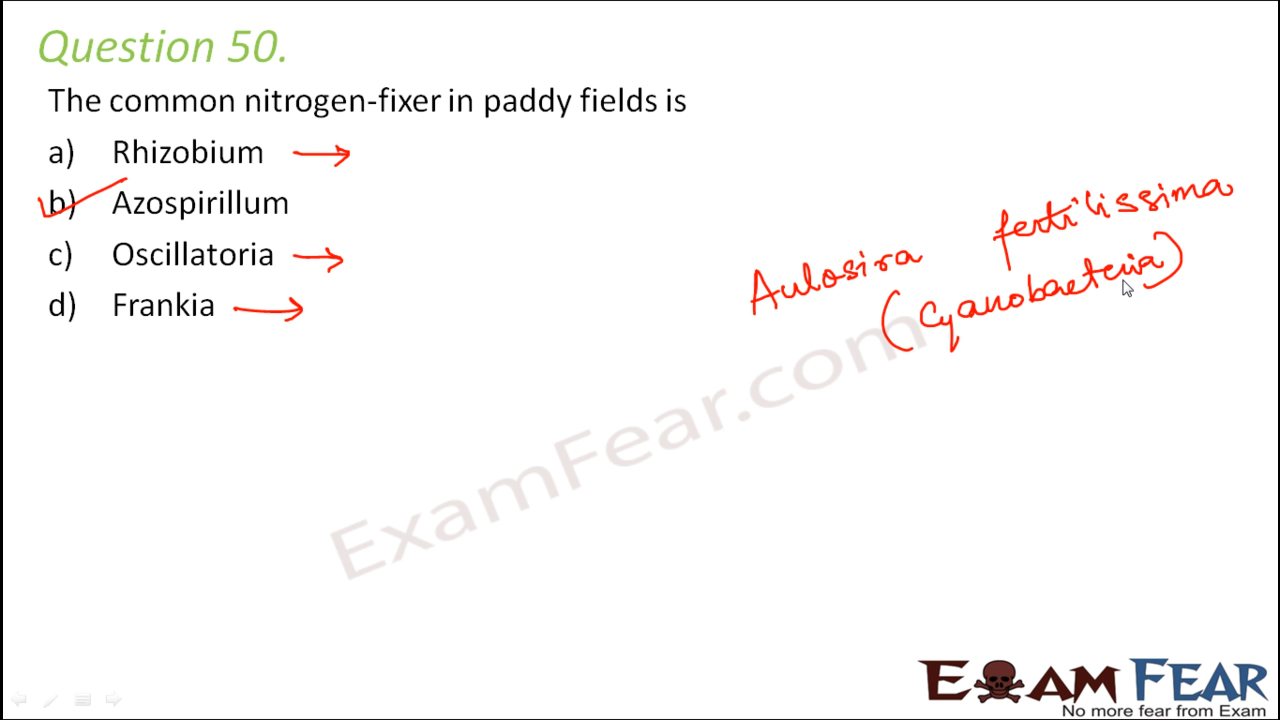 Question 50.
The common nitrogen-fixer in paddy fields is
a) Rhizobium
b) Azospirillum
c) Oscillatoria
d) Frankia
Aulosira fertilissima
(Cyanobacteria)
ExamFear.com
EXAM FEAR
No more fear from Exam